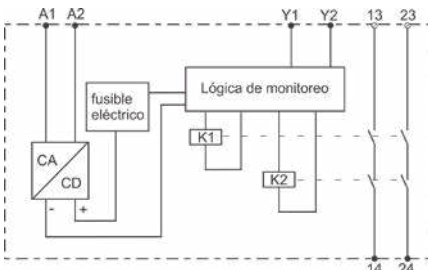 A1 A2 Y1 Y2 13 23
Lógica de monitoreo
fusible
eléctrico
K1
CA
K2
CD
- +
14 24